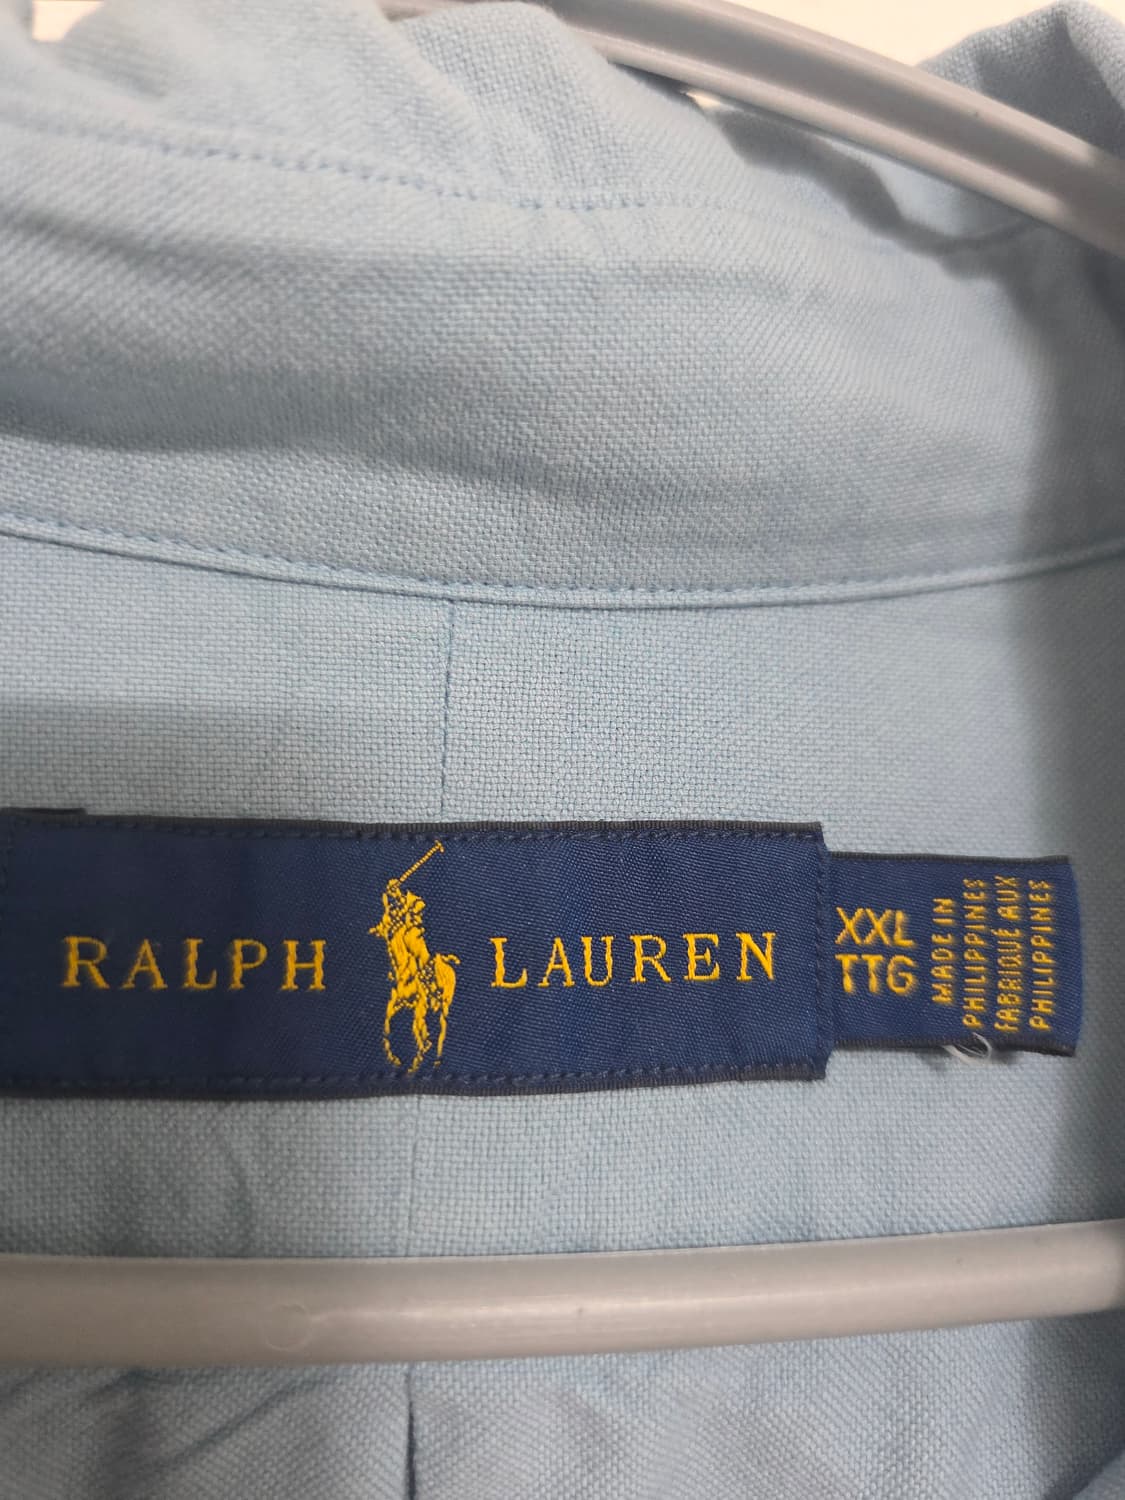 RALPH LAUREN
XXL
TTG
MADE IN
PHILIPPINES
FABRIQUÉ AUX
PHILIPPINES